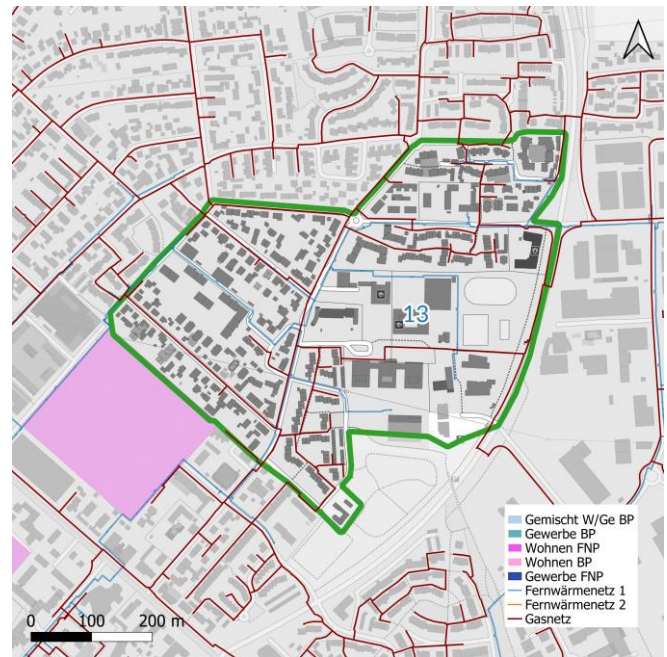 13
Gemischt W/Ge BP
Gewerbe BP
Wohnen FNP
Wohnen BP
Gewerbe FNP
Fernwärmenetz 1
Fernwärmenetz 2
Gasnetz
0 100 200 m